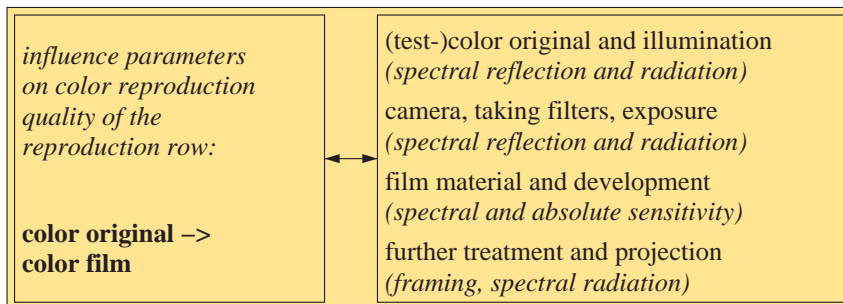 influence parameters
on color reproduction
quality of the
reproduction row:
color original −>
color film
(test-)color original and illumination
(spectral reflection and radiation)
camera, taking filters, exposure
(spectral reflection and radiation)
film material and development
(spectral and absolute sensitivity)
further treatment and projection
(framing, spectral radiation)